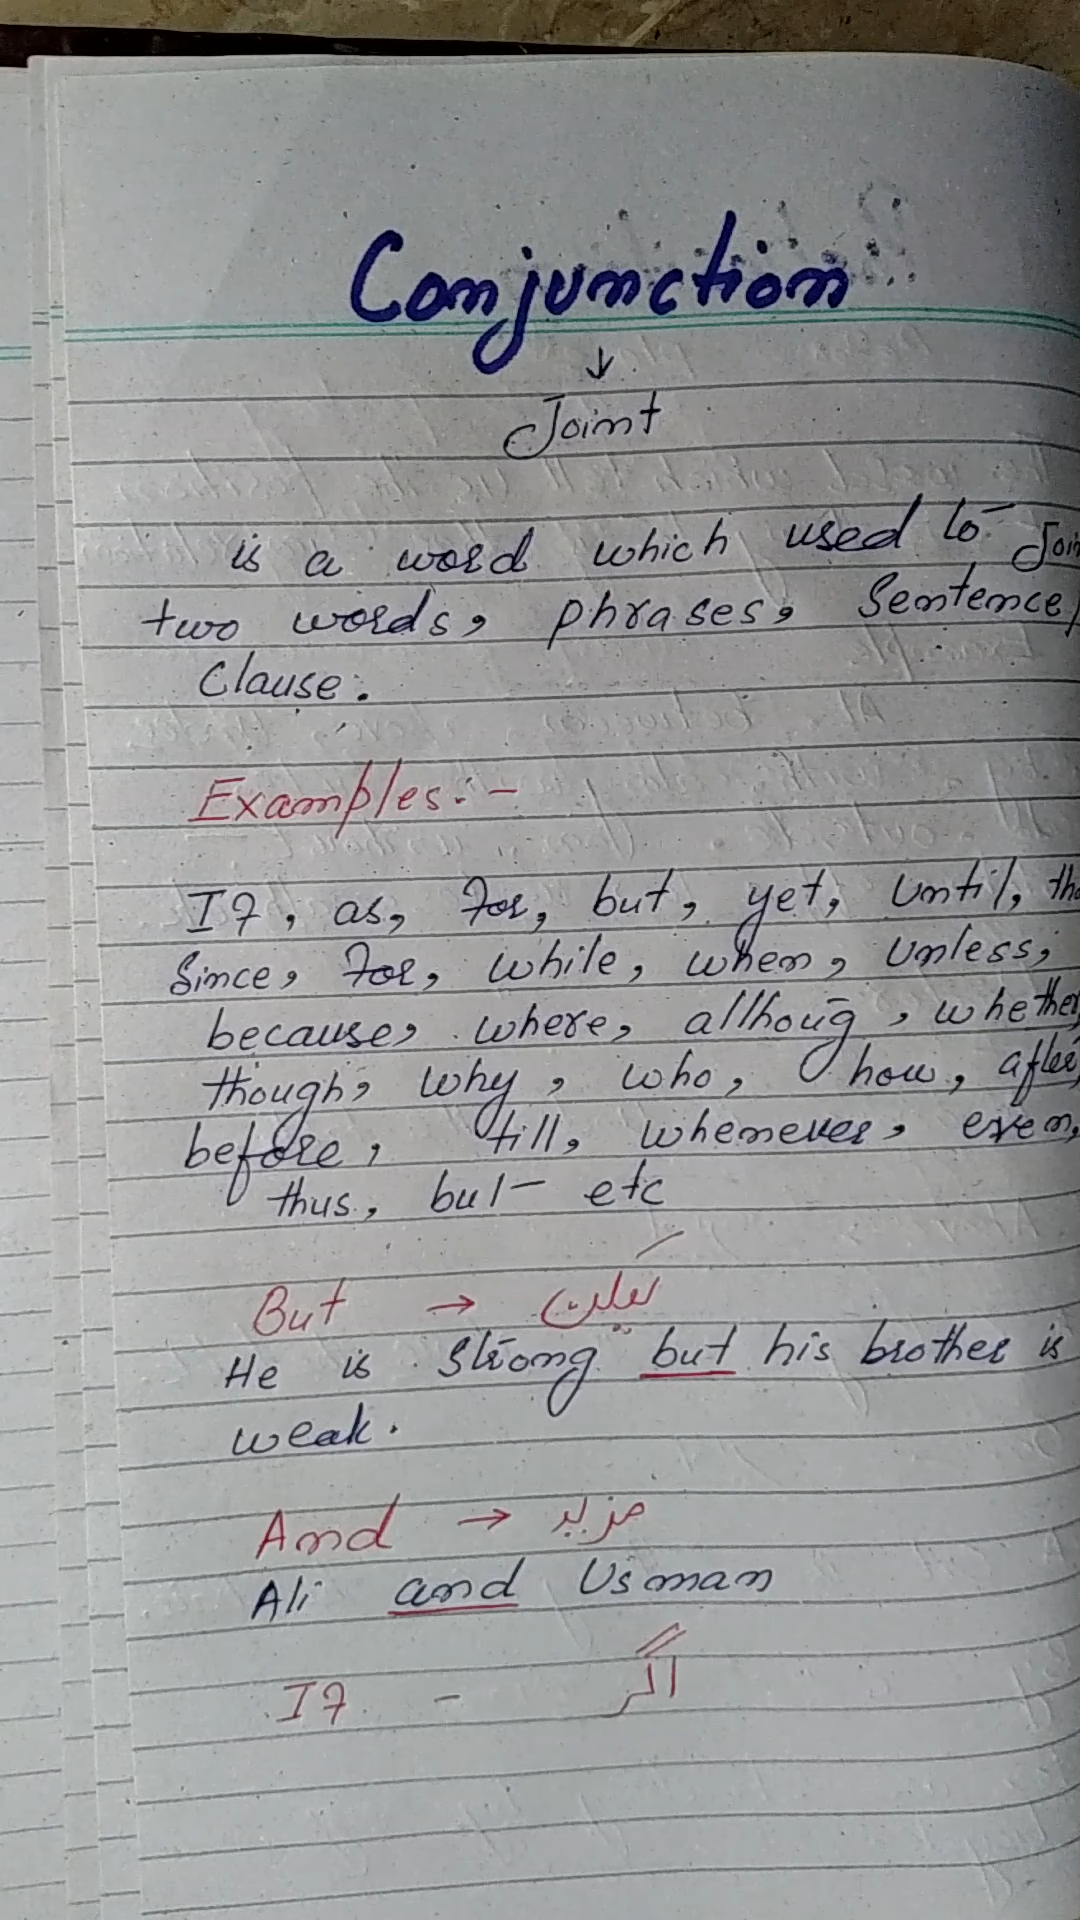 Conjunction
↓
Joint
is a word which used to Join
two words, phrases, Sentence,
Clause.
Examples:-
If, as, For, but, yet, Until, tha
Since, For, while, when, Unless,
because, where, allhoug, whether,
though, why, who, how, after,
before, till, whenever, even,
thus, but etc
But → لیکن
He is strong but his brother is
weak.
And → مزید
Ali and Usman
If - اگر